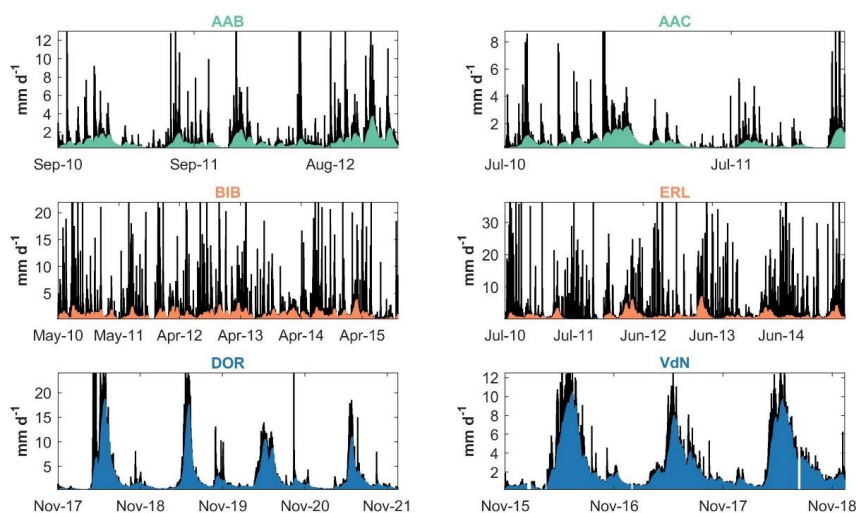 AAB
mm d⁻¹
12
10
8
6
4
2
Sep-10 Sep-11 Aug-12
AAC
mm d⁻¹
8
6
4
2
Jul-10 Jul-11
BIB
mm d⁻¹
20
15
10
5
May-10 May-11 Apr-12 Apr-13 Apr-14 Apr-15
ERL
mm d⁻¹
30
20
10
Jul-10 Jul-11 Jun-12 Jun-13 Jun-14
DOR
mm d⁻¹
20
15
10
5
Nov-17 Nov-18 Nov-19 Nov-20 Nov-21
VdN
mm d⁻¹
12
10
8
6
4
2
Nov-15 Nov-16 Nov-17 Nov-18